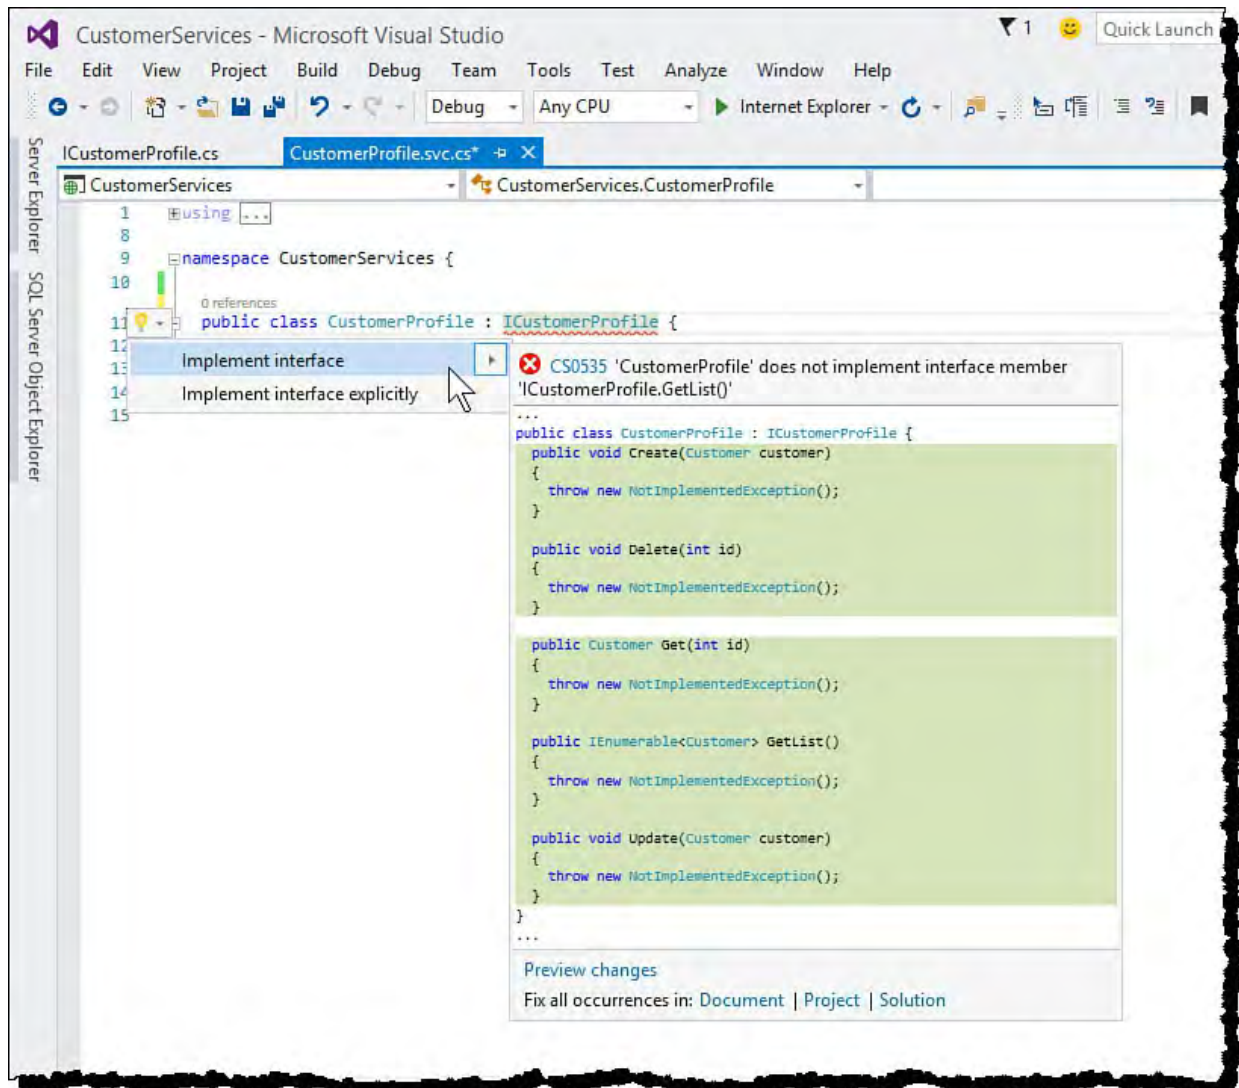 CustomerServices - Microsoft Visual Studio
1
Quick Launch
File Edit View Project Build Debug Team Tools Test Analyze Window Help
Debug Any CPU Internet Explorer
Server Explorer
SQL Server Object Explorer
ICustomerProfile.cs CustomerProfile.svc.cs*
CustomerServices CustomerServices.CustomerProfile
1 using ...
8
9 namespace CustomerServices {
10
0 references
11 public class CustomerProfile : ICustomerProfile {
12
13
14
15
Implement interface
Implement interface explicitly
CS0535 'CustomerProfile' does not implement interface member
'ICustomerProfile.GetList()'
...
public class CustomerProfile : ICustomerProfile {
public void Create(Customer customer)
{
throw new NotImplementedException();
}
public void Delete(int id)
{
throw new NotImplementedException();
}
public Customer Get(int id)
{
throw new NotImplementedException();
}
public IEnumerable<Customer> GetList()
{
throw new NotImplementedException();
}
public void Update(Customer customer)
{
throw new NotImplementedException();
}
}
...
Preview changes
Fix all occurrences in: Document | Project | Solution